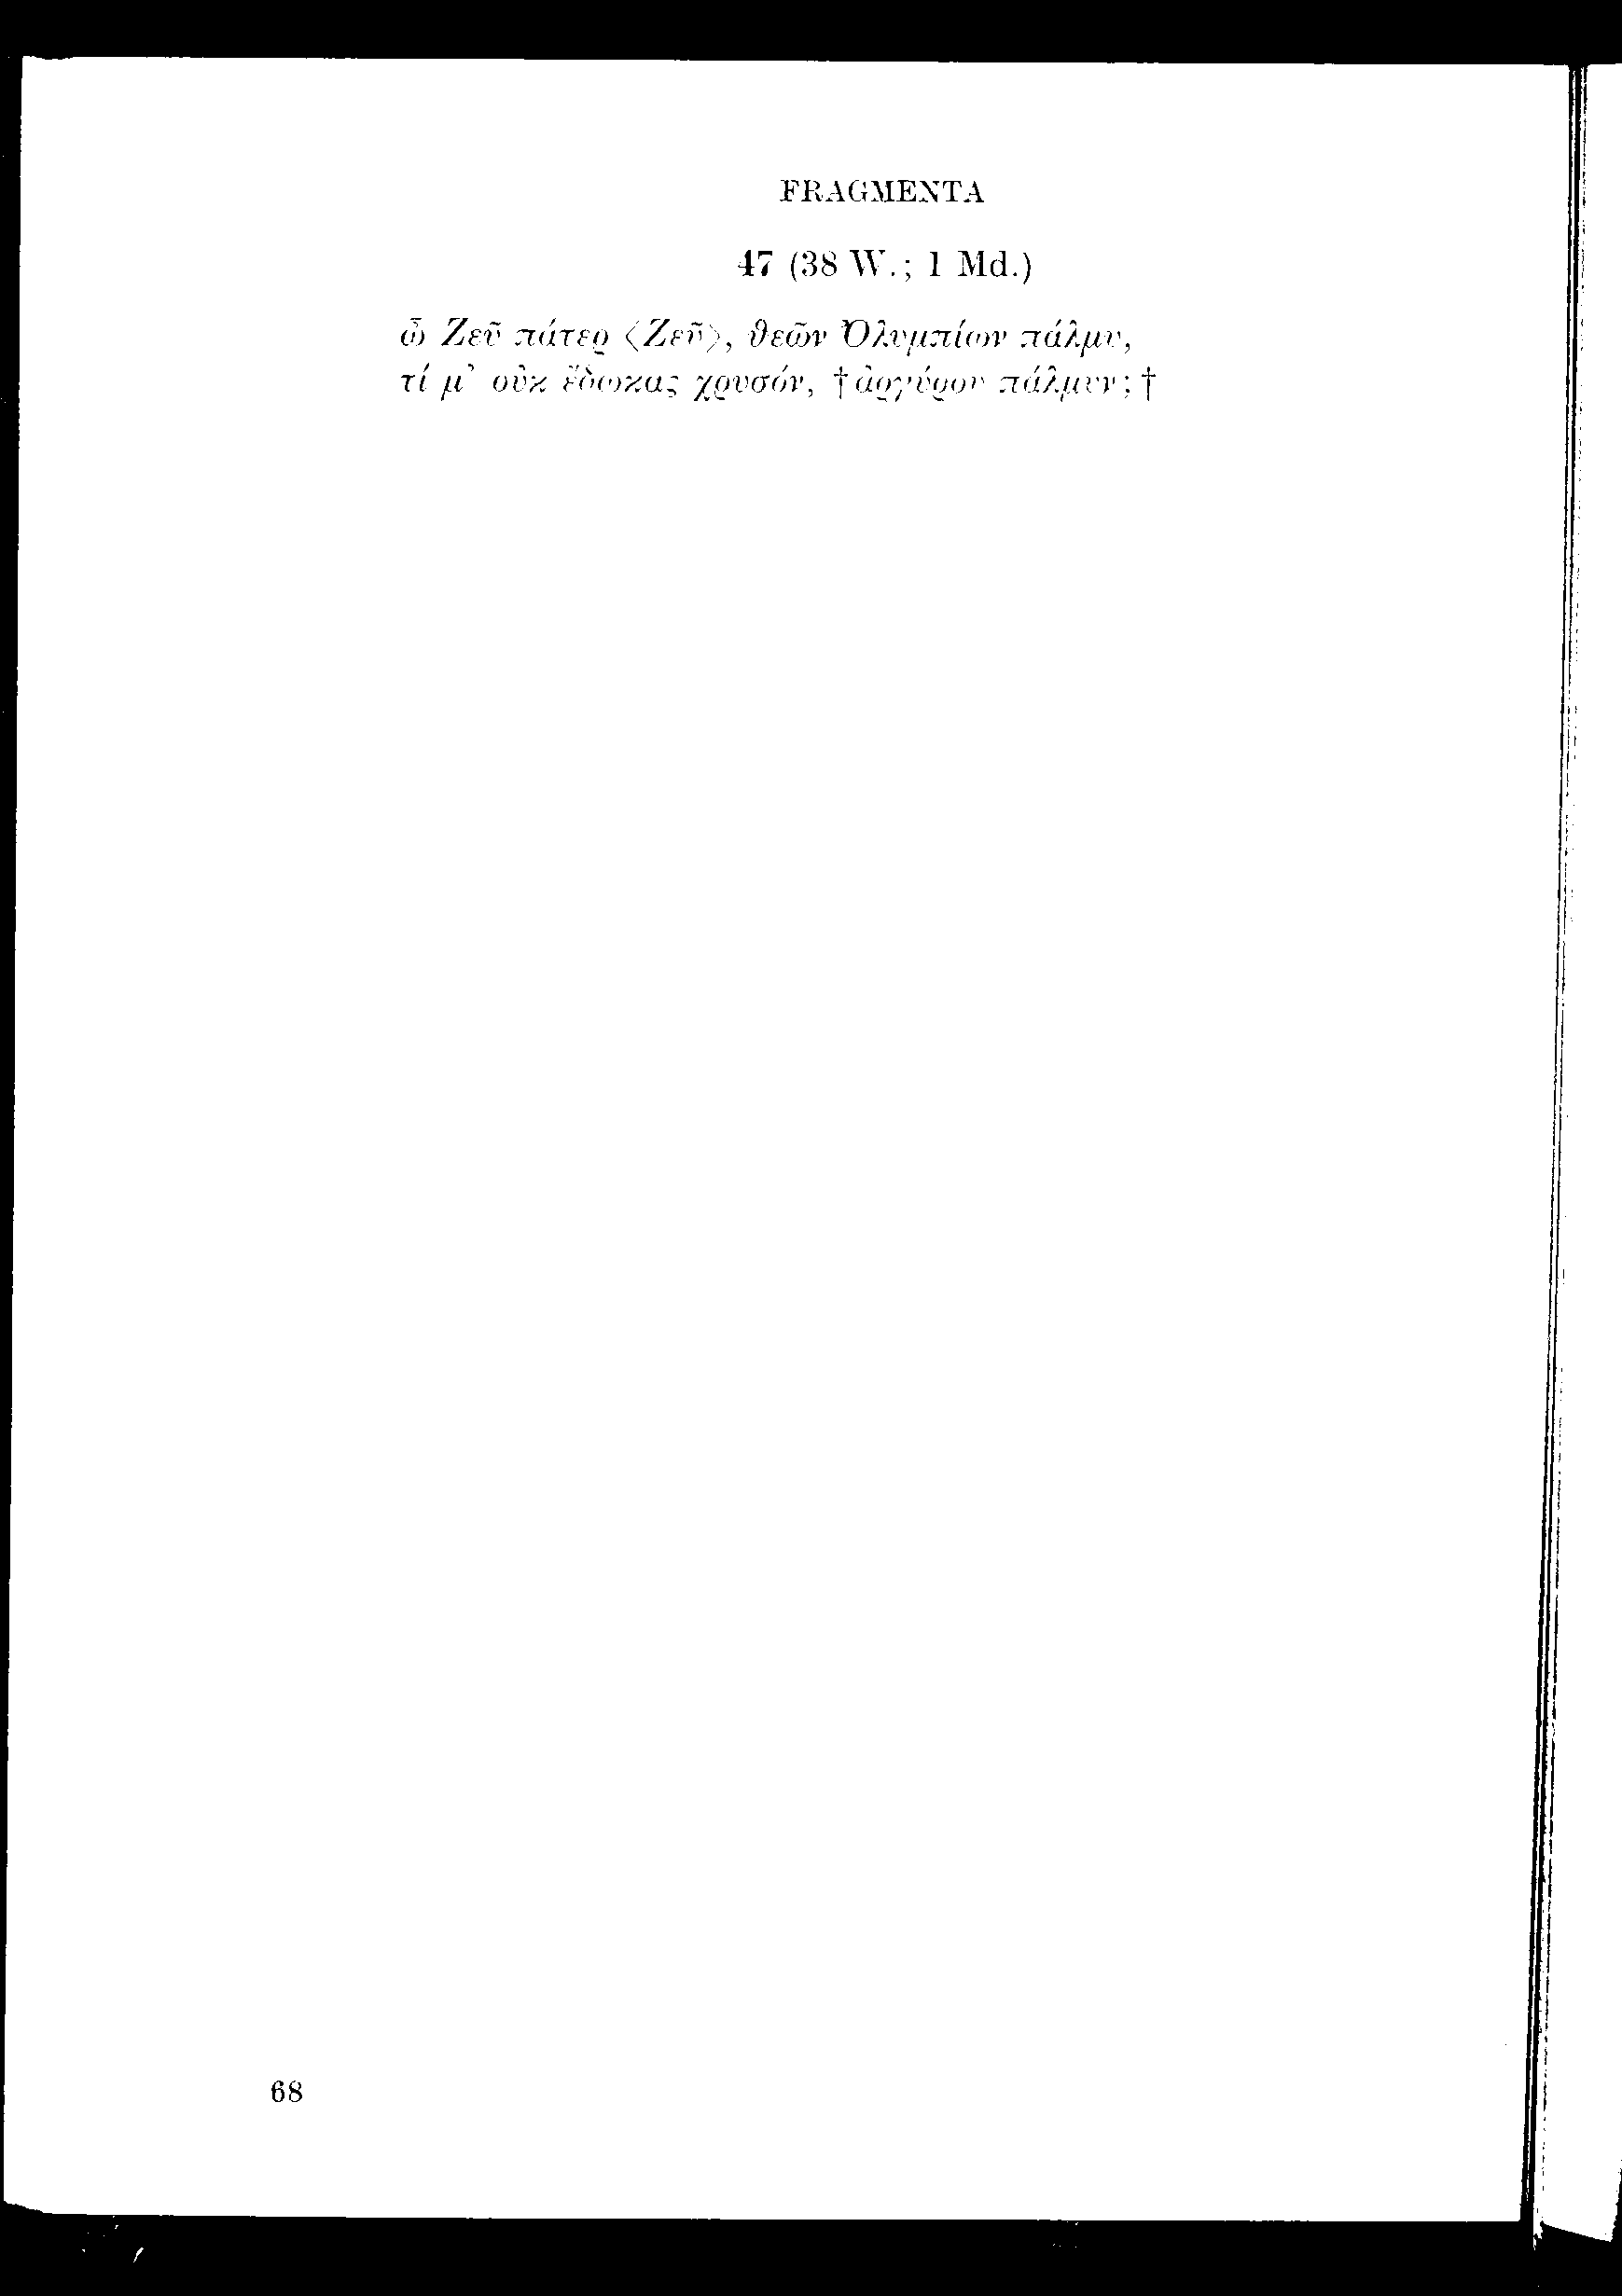 FRAGMENTA
47 (38 W.; 1 Md.)
ὦ Ζεῦ πάτερ ⟨Ζεῦ⟩, θεῶν Ὀλυμπίων πάλμυ,
τί μ’ οὐκ ἔδωκας χρυσόν, †ἀργύρου πάλμυν;†
68